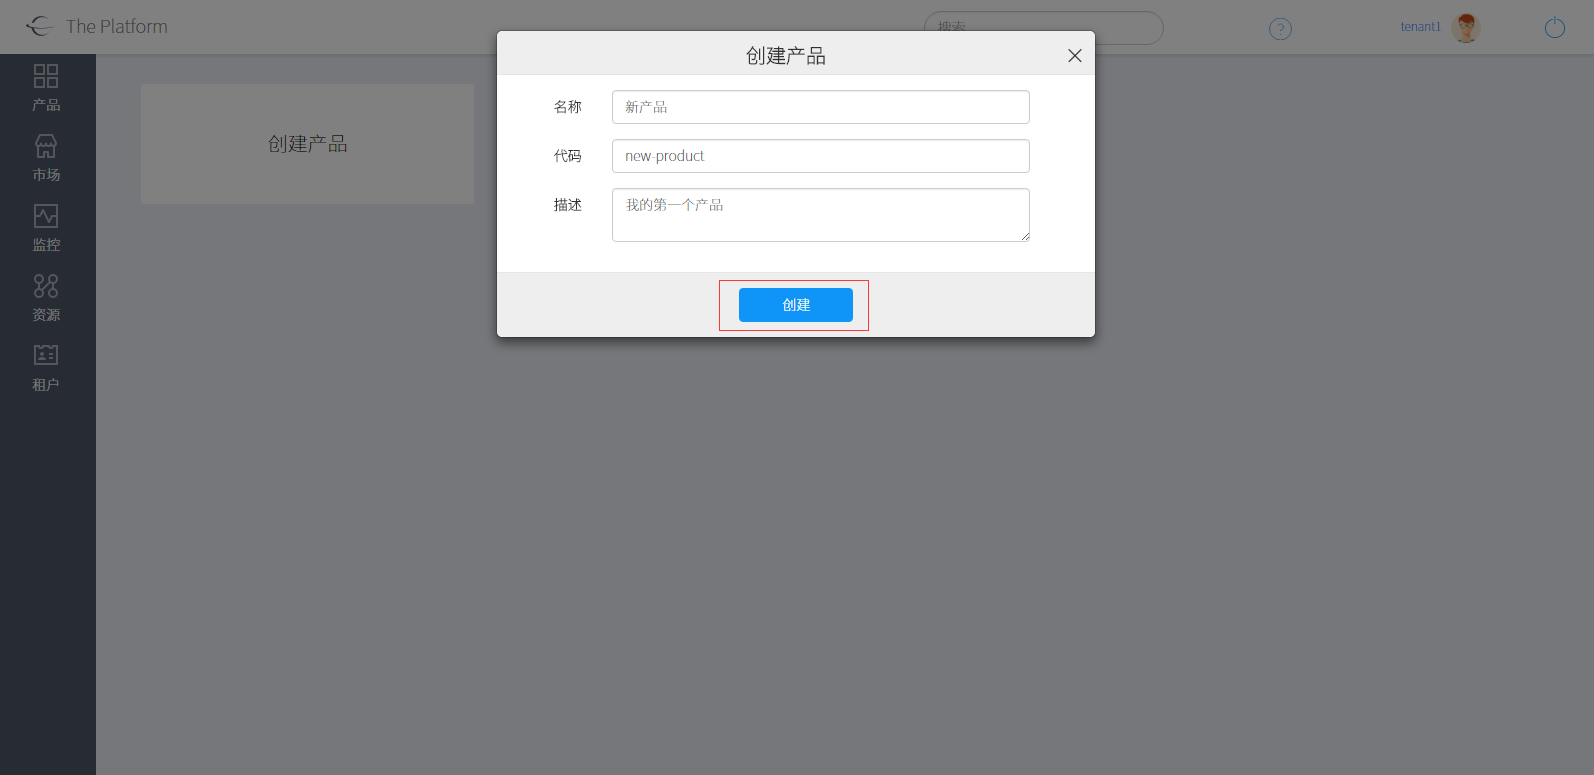 The Platform
搜索
?
tenant1
产品
市场
监控
资源
租户
创建产品
创建产品
名称
新产品
代码
new-product
描述
我的第一个产品
创建